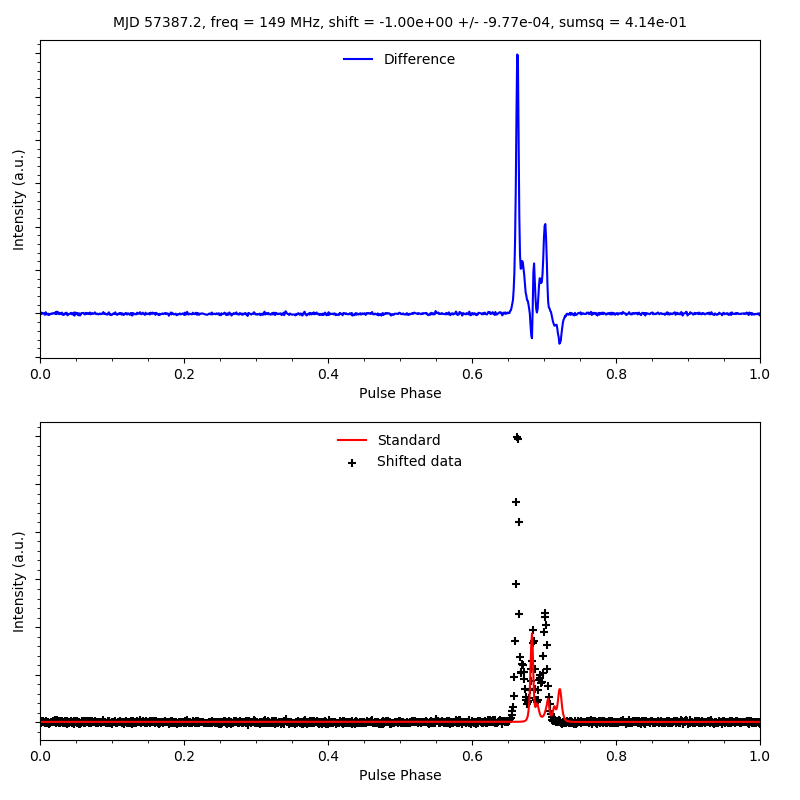 MJD 57387.2, freq = 149 MHz, shift = -1.00e+00 +/- -9.77e-04, sumsq = 4.14e-01
Difference
Intensity (a.u.)
0.0 0.2 0.4 0.6 0.8 1.0
Pulse Phase
Standard
Shifted data
Intensity (a.u.)
0.0 0.2 0.4 0.6 0.8 1.0
Pulse Phase